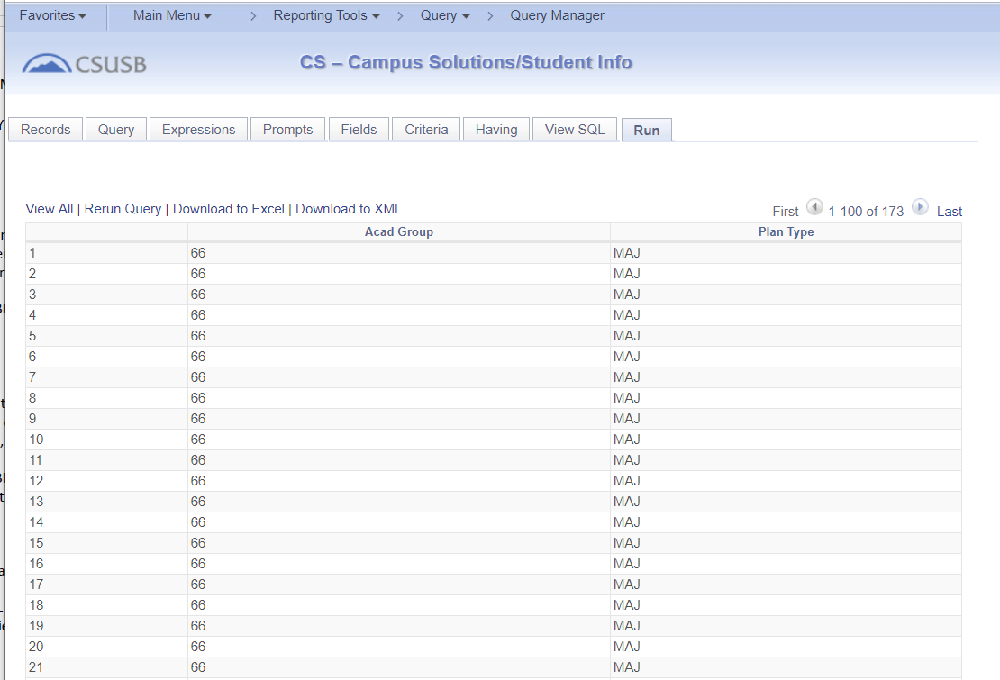 Favorites Main Menu > Reporting Tools > Query > Query Manager
CSUSB CS – Campus Solutions/Student Info
Records Query Expressions Prompts Fields Criteria Having View SQL Run
View All | Rerun Query | Download to Excel | Download to XML First 1-100 of 173 Last
Acad Group Plan Type
1 66 MAJ
2 66 MAJ
3 66 MAJ
4 66 MAJ
5 66 MAJ
6 66 MAJ
7 66 MAJ
8 66 MAJ
9 66 MAJ
10 66 MAJ
11 66 MAJ
12 66 MAJ
13 66 MAJ
14 66 MAJ
15 66 MAJ
16 66 MAJ
17 66 MAJ
18 66 MAJ
19 66 MAJ
20 66 MAJ
21 66 MAJ